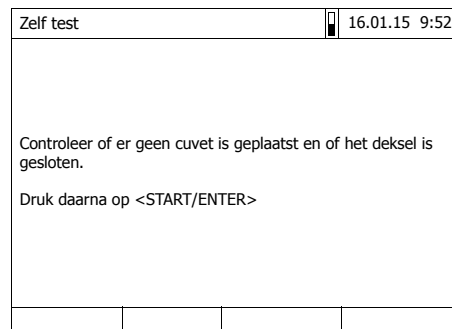 Zelf test 16.01.15 9:52
Controleer of er geen cuvet is geplaatst en of het deksel is
gesloten.
Druk daarna op <START/ENTER>